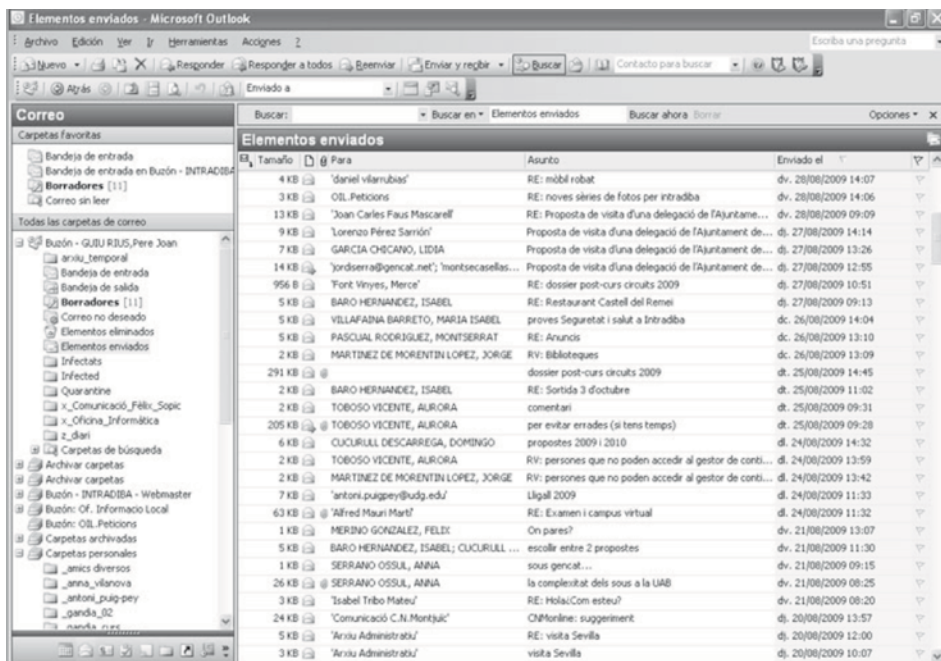 Elementos enviados - Microsoft Outlook
Archivo Edición Ver Ir Herramientas Acciones ? Escriba una pregunta
Nuevo Responder Responder a todos Reenviar Enviar y recibir Buscar Contacto para buscar
Atrás Enviado a
Correo
Carpetas favoritas
Bandeja de entrada
Bandeja de entrada en Buzón - INTRADIBA
Borradores [11]
Correo sin leer
Todas las carpetas de correo
Buzón - GUIU RIUS,Pere Joan
arxiu_temporal
Bandeja de entrada
Bandeja de salida
Borradores [11]
Correo no deseado
Elementos eliminados
Elementos enviados
Infectats
Infected
Quarantine
x_Comunicació_Fèlix_Sopic
x_Oficina_Informàtica
z_diari
Carpetas de búsqueda
Archivar carpetas
Archivar carpetas
Buzón - INTRADIBA - Webmaster
Buzón: Of. Informacio Local
Buzón: OIL.Peticions
Carpetas archivadas
Carpetas personales
_amics diversos
_anna_vilanova
_antoni_puig-pey
_gandia_02
_gandia_curs
Buscar: Buscar en Elementos enviados Buscar ahora Borrar Opciones
Elementos enviados
Tamaño Para Asunto Enviado el
4 KB 'daniel vilarrubias' RE: mòbil robat dv. 28/08/2009 14:07
3 KB OIL.Peticions RE: noves sèries de fotos per intradiba dv. 28/08/2009 14:06
13 KB 'Joan Carles Faus Mascarell' RE: Proposta de visita d'una delegació de l'Ajuntame... dv. 28/08/2009 09:09
9 KB 'Lorenzo Pérez Sarrión' Proposta de visita d'una delegació de l'Ajuntament de... dj. 27/08/2009 14:14
7 KB GARCIA CHICANO, LIDIA Proposta de visita d'una delegació de l'Ajuntament de... dj. 27/08/2009 13:26
14 KB 'jordiserra@gencat.net'; 'montsecasellas... Proposta de visita d'una delegació de l'Ajuntament de... dj. 27/08/2009 12:55
956 B 'Font Vinyes, Merce' RE: dossier post-curs circuits 2009 dj. 27/08/2009 10:51
5 KB BARO HERNANDEZ, ISABEL RE: Restaurant Castell del Remei dj. 27/08/2009 09:13
5 KB VILLAFAINA BARRETO, MARIA ISABEL proves Seguretat i salut a Intradiba dc. 26/08/2009 14:04
5 KB PASCUAL RODRIGUEZ, MONTSERRAT RE: Anuncis dc. 26/08/2009 13:10
2 KB MARTINEZ DE MORENTIN LOPEZ, JORGE RV: Biblioteques dc. 26/08/2009 13:09
291 KB dossier post-curs circuits 2009 dt. 25/08/2009 14:45
2 KB BARO HERNANDEZ, ISABEL RE: Sortida 3 d'octubre dt. 25/08/2009 11:02
2 KB TOBOSO VICENTE, AURORA comentari dt. 25/08/2009 09:31
205 KB TOBOSO VICENTE, AURORA per evitar errades (si tens temps) dt. 25/08/2009 09:28
6 KB CUCURULL DESCARREGA, DOMINGO propostes 2009 i 2010 dl. 24/08/2009 14:32
2 KB TOBOSO VICENTE, AURORA RV: persones que no poden accedir al gestor de conti... dl. 24/08/2009 13:59
2 KB MARTINEZ DE MORENTIN LOPEZ, JORGE RV: persones que no poden accedir al gestor de conti... dl. 24/08/2009 13:42
7 KB 'antoni.puigpey@udg.edu' Lligall 2009 dl. 24/08/2009 11:33
63 KB 'Alfred Mauri Martí' RE: Examen i campus virtual dl. 24/08/2009 11:32
1 KB MERINO GONZALEZ, FELIX On pares? dv. 21/08/2009 13:07
5 KB BARO HERNANDEZ, ISABEL; CUCURULL ... escollir entre 2 propostes dv. 21/08/2009 11:30
1 KB SERRANO OSSUL, ANNA sous gencat... dv. 21/08/2009 09:15
26 KB SERRANO OSSUL, ANNA la complexitat dels sous a la UAB dv. 21/08/2009 08:25
3 KB 'Isabel Tribo Mateu' RE: Hola¿Com esteu? dv. 21/08/2009 08:20
24 KB 'Comunicació C.N.Montjuïc' CNMonline: suggeriment dj. 20/08/2009 13:57
5 KB 'Arxiu Administratiu' RE: visita Sevilla dj. 20/08/2009 12:00
3 KB 'Arxiu Administratiu' visita Sevilla dj. 20/08/2009 10:07